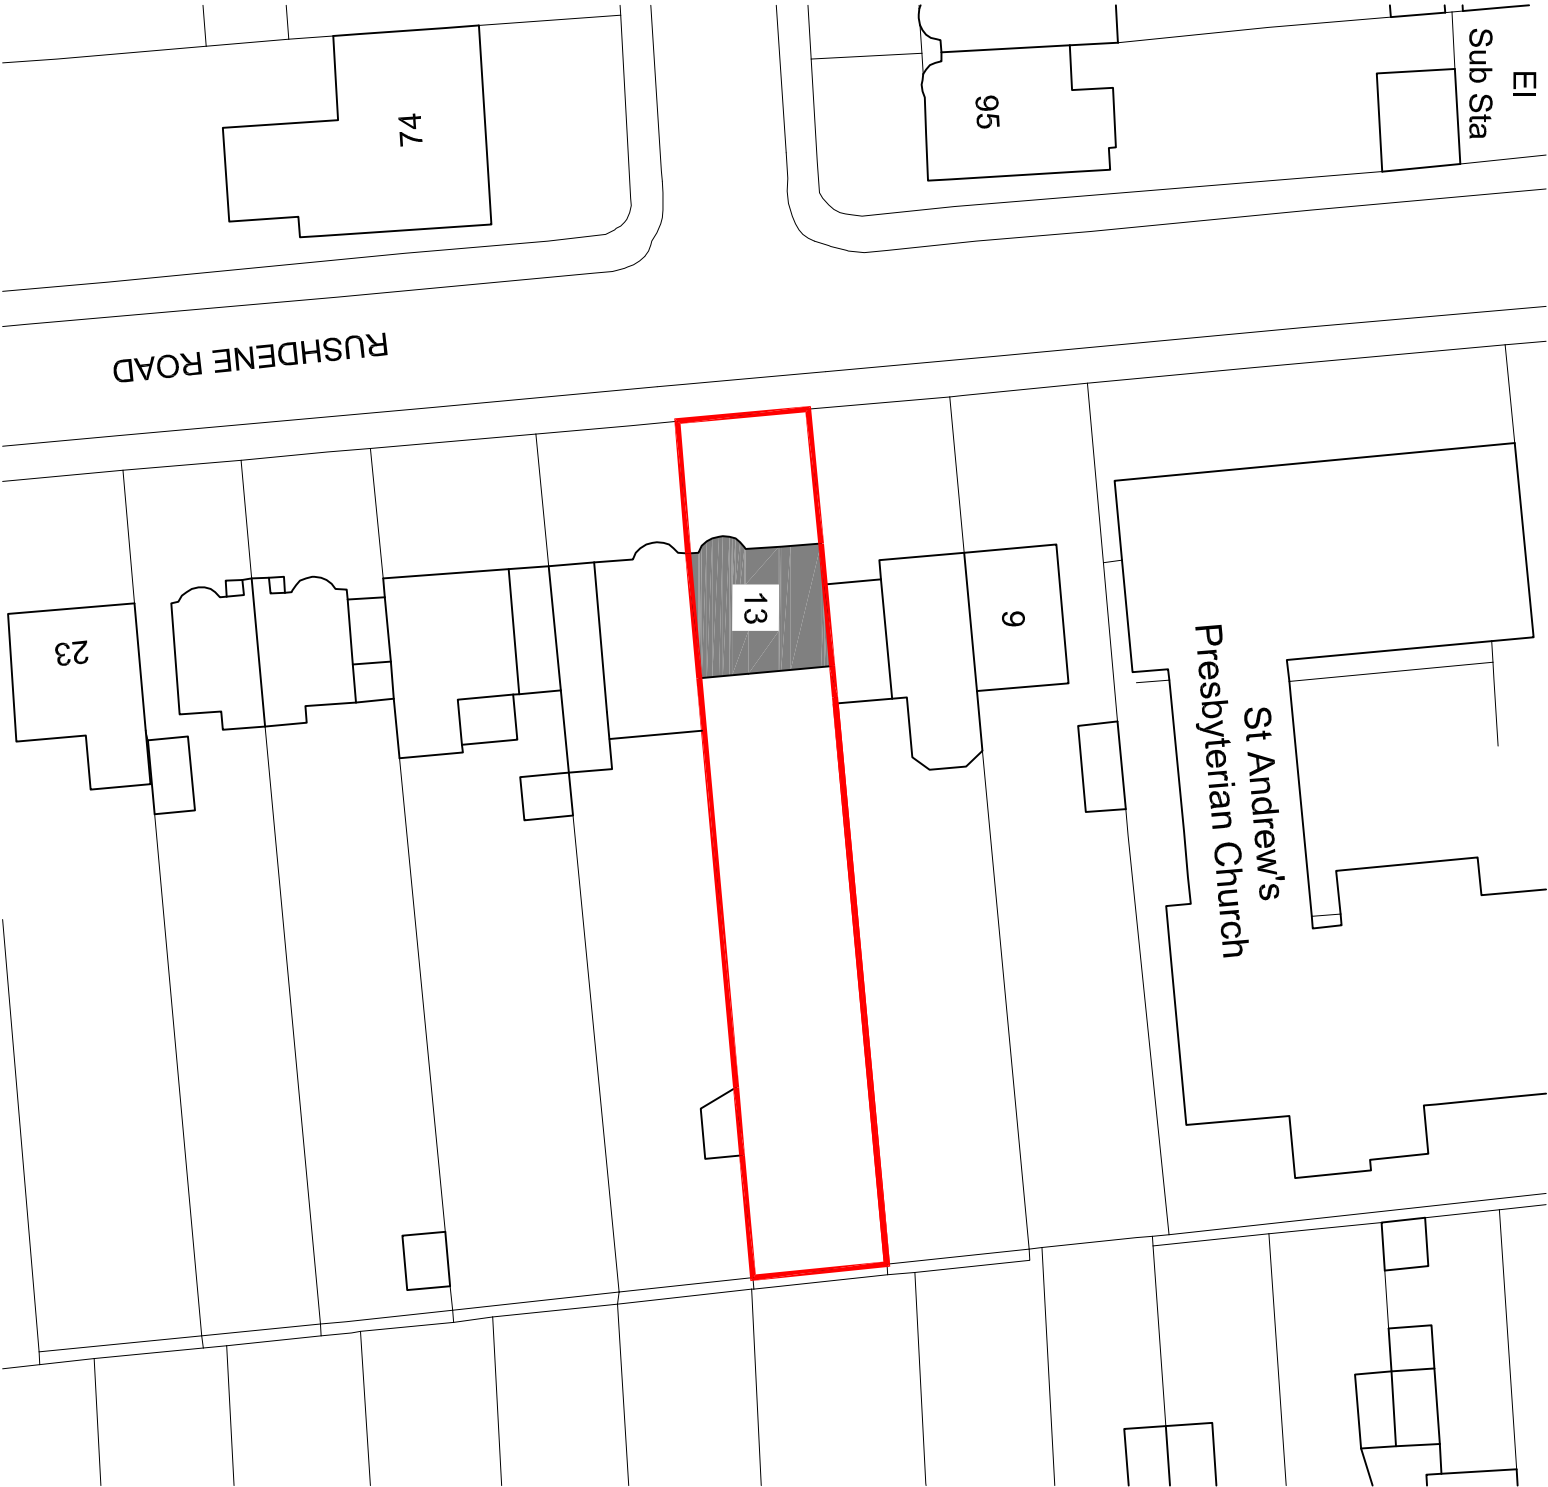 El
Sub Sta
95
74
RUSHDENE ROAD
13
9
23
St Andrew's
Presbyterian Church